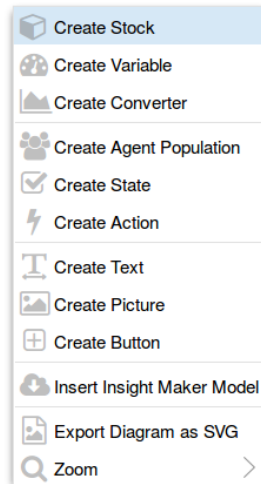 Create Stock
Create Variable
Create Converter
Create Agent Population
Create State
Create Action
Create Text
Create Picture
Create Button
Insert Insight Maker Model
Export Diagram as SVG
Zoom